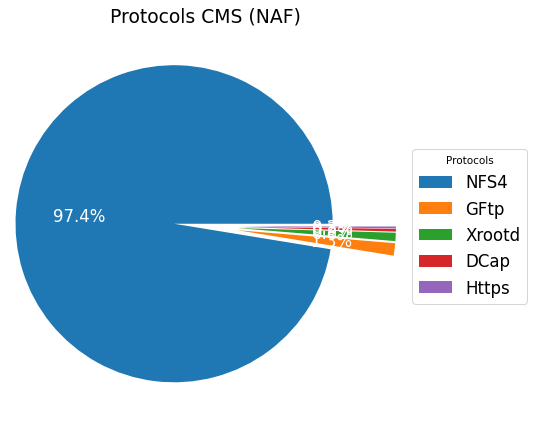 Protocols CMS (NAF)
97.4%
Protocols
NFS4
GFtp
Xrootd
DCap
Https